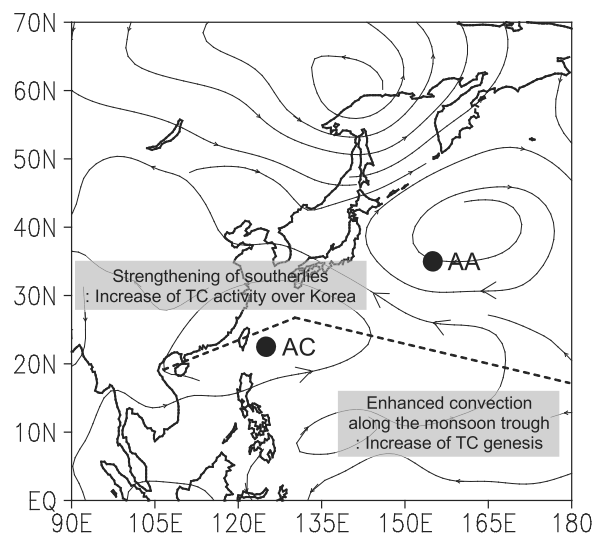 70N
60N
50N
40N
AA
Strengthening of southerlies
: Increase of TC activity over Korea
30N
AC
20N
Enhanced convection
along the monsoon trough
: Increase of TC genesis
10N
EQ
90E 105E 120E 135E 150E 165E 180